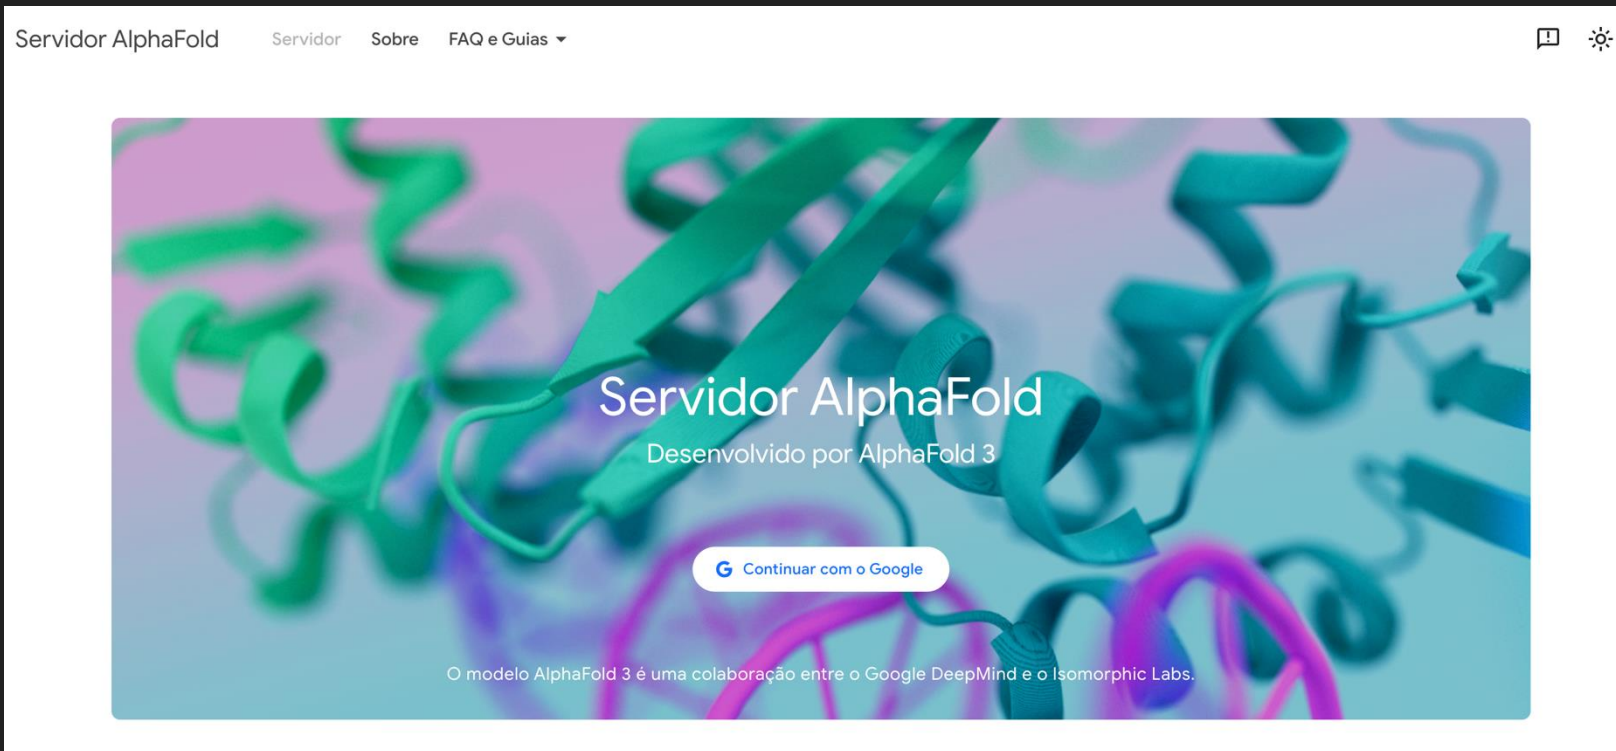 Servidor AlphaFold
Servidor
Sobre
FAQ e Guias
Servidor AlphaFold
Desenvolvido por AlphaFold 3
G Continuar com o Google
O modelo AlphaFold 3 é uma colaboração entre o Google DeepMind e o Isomorphic Labs.